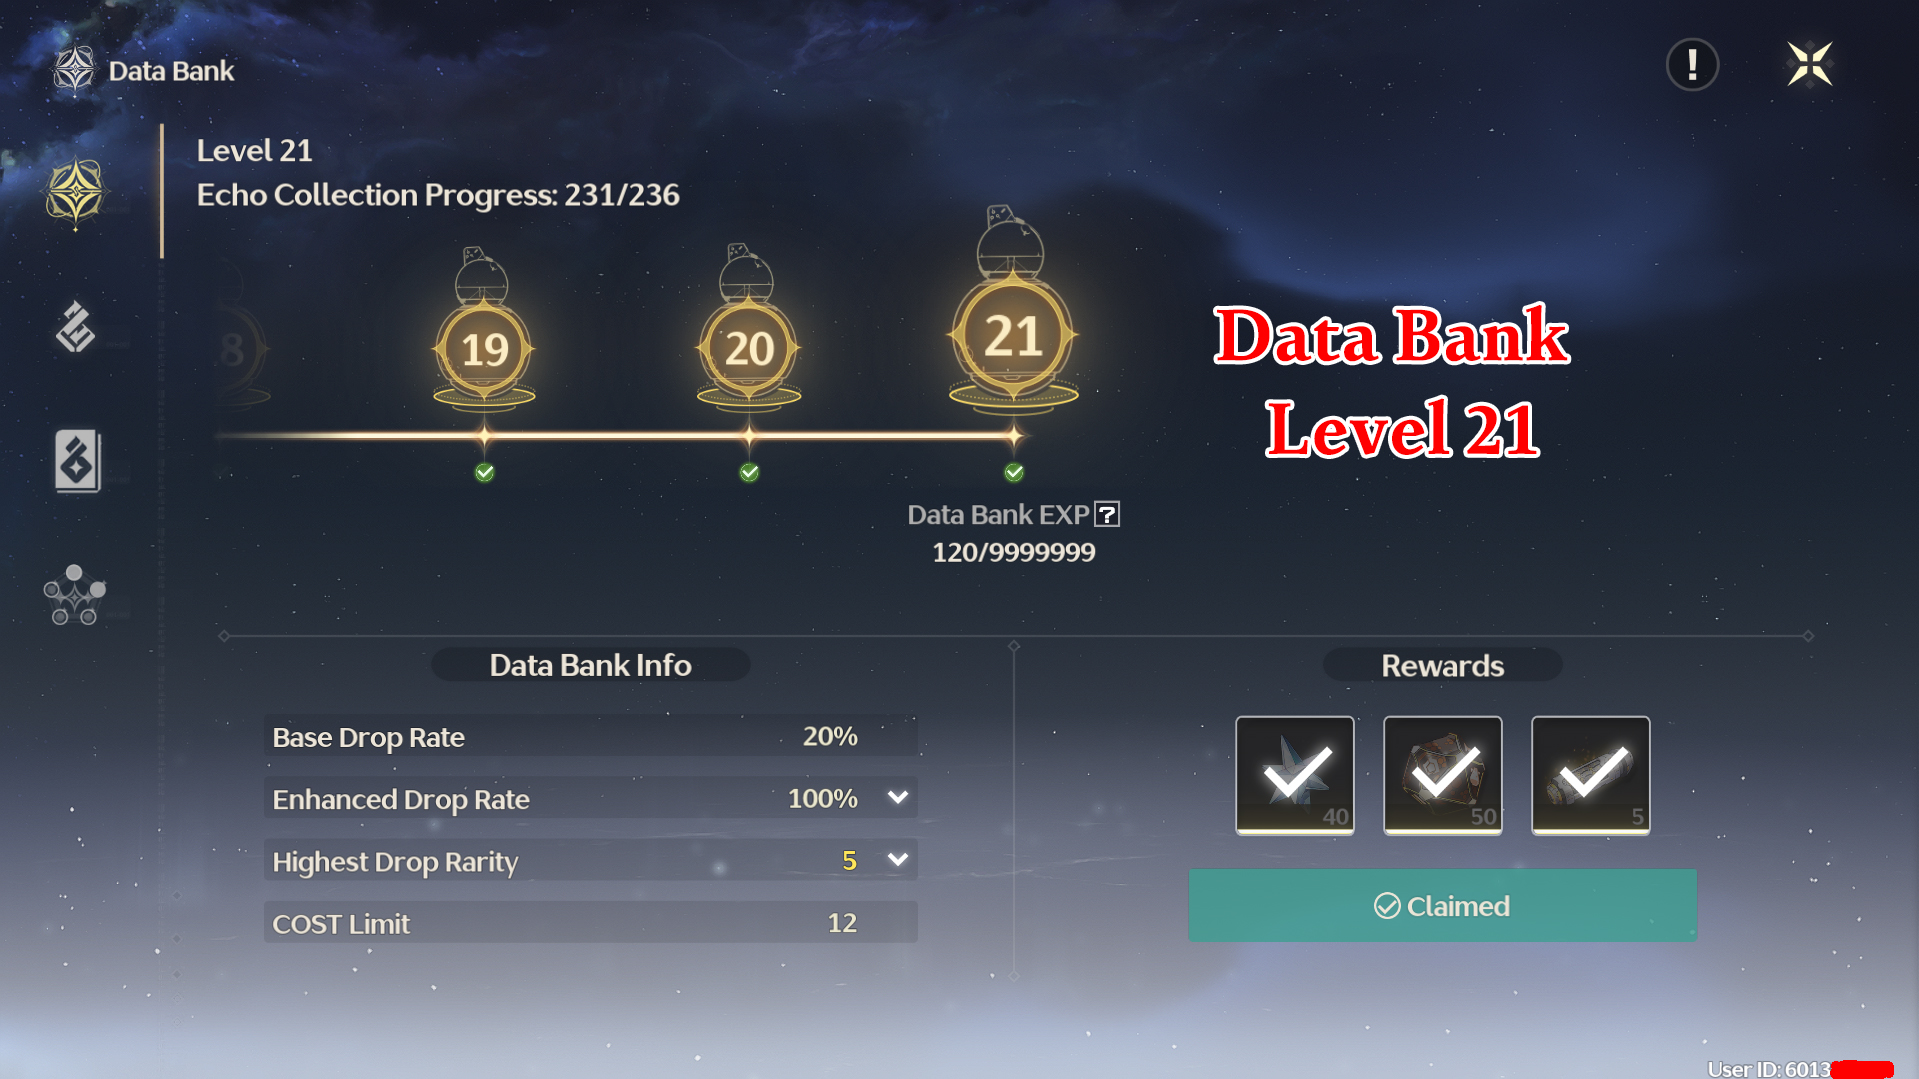 Data Bank
Level 21
Echo Collection Progress: 231/236
8
19
20
21
Data Bank
Level 21
Data Bank EXP ?
120/9999999
Data Bank Info
Base Drop Rate 20%
Enhanced Drop Rate 100%
Highest Drop Rarity 5
COST Limit 12
Rewards
40
50
5
Claimed
User ID: 6013